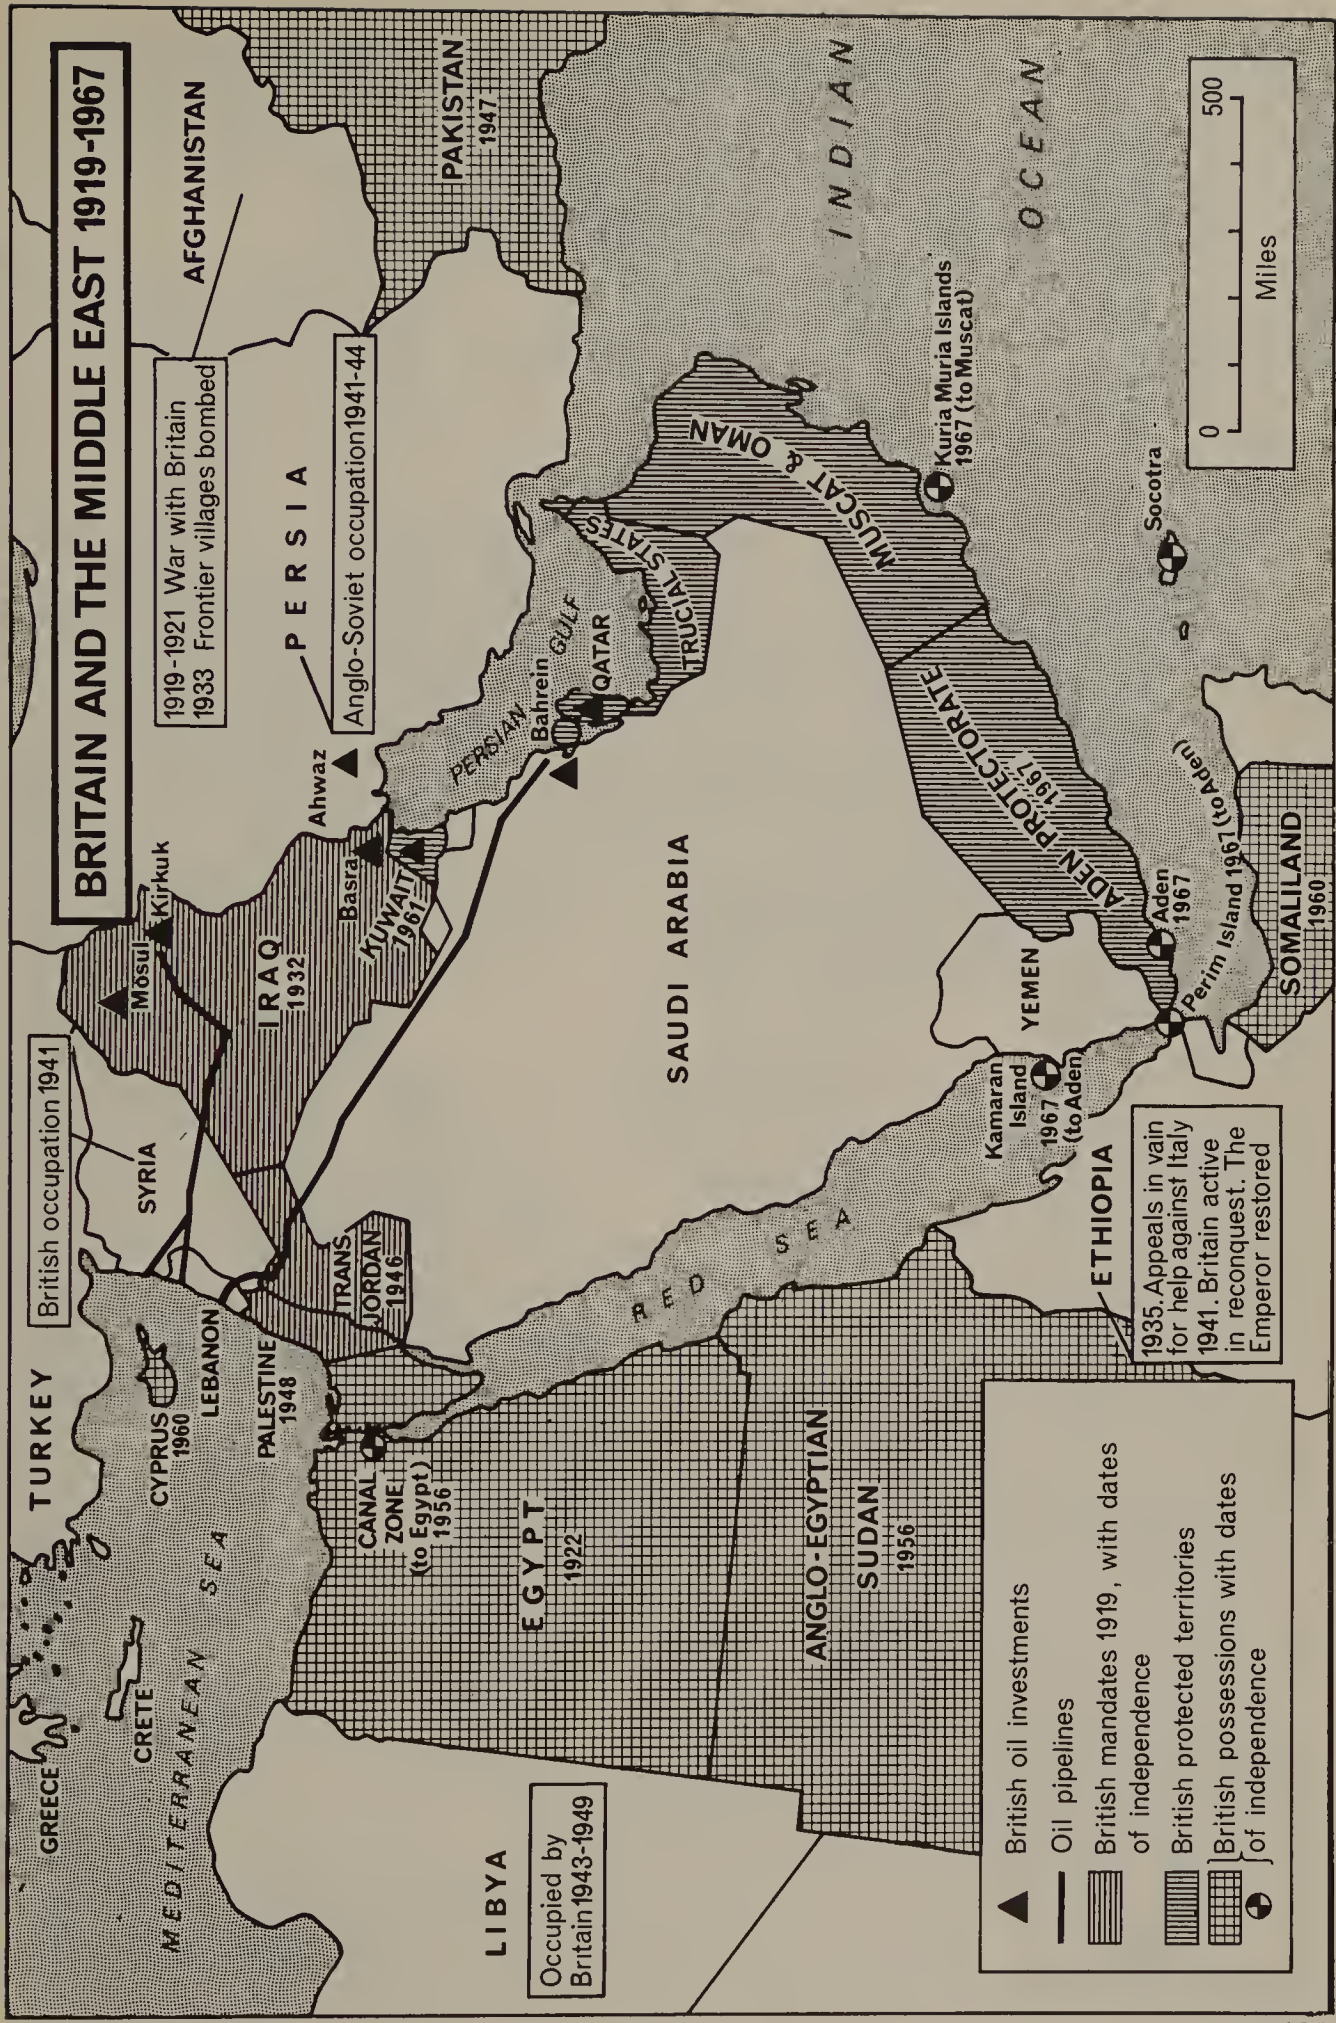 BRITAIN AND THE MIDDLE EAST 1919-1967
GREECE
CRETE
MEDITERRANEAN SEA
TURKEY
CYPRUS
1960
LEBANON
PALESTINE
1948
British occupation 1941
SYRIA
Mosul
Kirkuk
IRAQ
1932
Basra
KUWAIT
1961
Ahwaz
PERSIA
Anglo-Soviet occupation 1941-44
1919-1921 War with Britain
1933 Frontier villages bombed
AFGHANISTAN
PAKISTAN
1947
TRANS
JORDAN
1946
CANAL
ZONE
(to Egypt)
1956
EGYPT
1922
LIBYA
Occupied by
Britain 1943-1949
ANGLO-EGYPTIAN
SUDAN
1956
RED SEA
SAUDI ARABIA
PERSIAN GULF
Bahrein
QATAR
TRUCIAL STATES
MUSCAT & OMAN
ADEN PROTECTORATE
1967
YEMEN
Kamaran
Island
1967
(to Aden)
Aden
1967
Perim Island 1967 (to Aden)
SOMALILAND
1960
ETHIOPIA
1935. Appeals in vain
for help against Italy
1941. Britain active
in reconquest. The
Emperor restored
Kuria Muria Islands
1967 (to Muscat)
Socotra
INDIAN
OCEAN
0 500
Miles
British oil investments
Oil pipelines
British mandates 1919, with dates
of independence
British protected territories
British possessions with dates
of independence